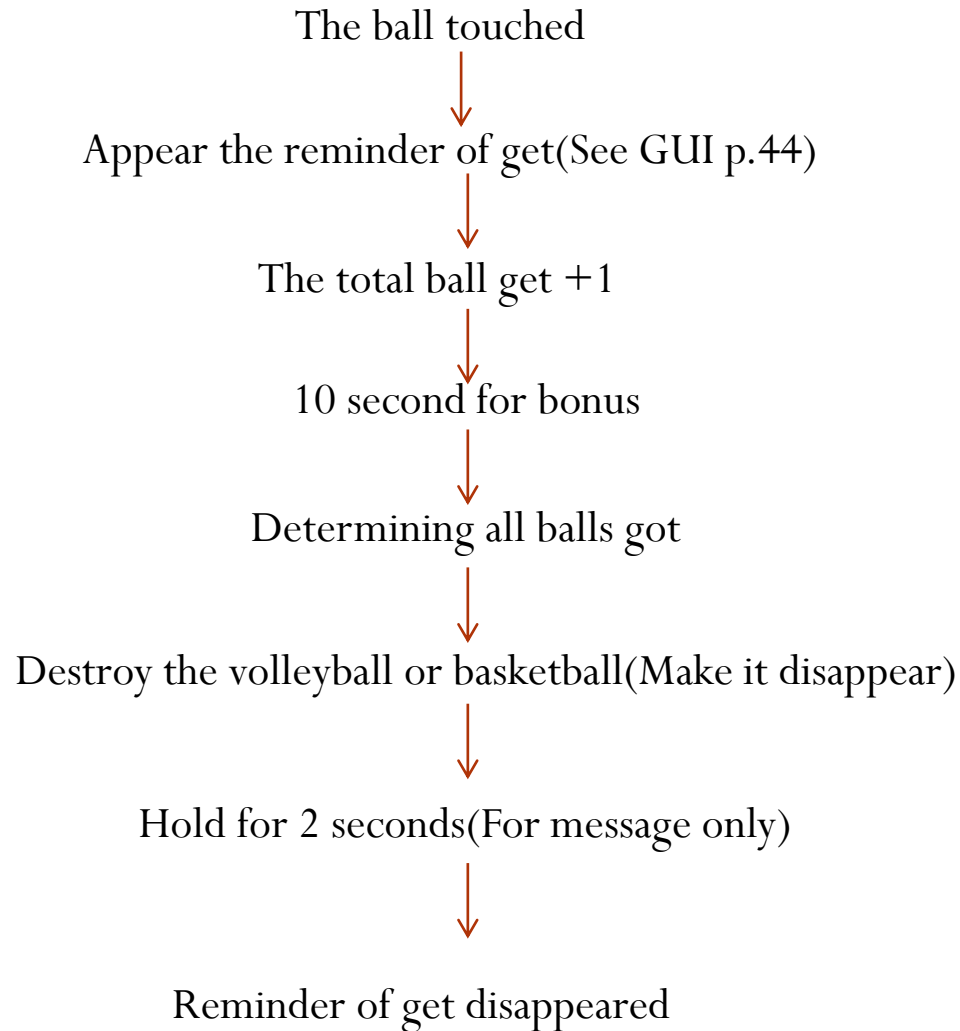 The ball touched
Appear the reminder of get(See GUI p.44)
The total ball get +1
10 second for bonus
Determining all balls got
Destroy the volleyball or basketball(Make it disappear)
Hold for 2 seconds(For message only)
Reminder of get disappeared